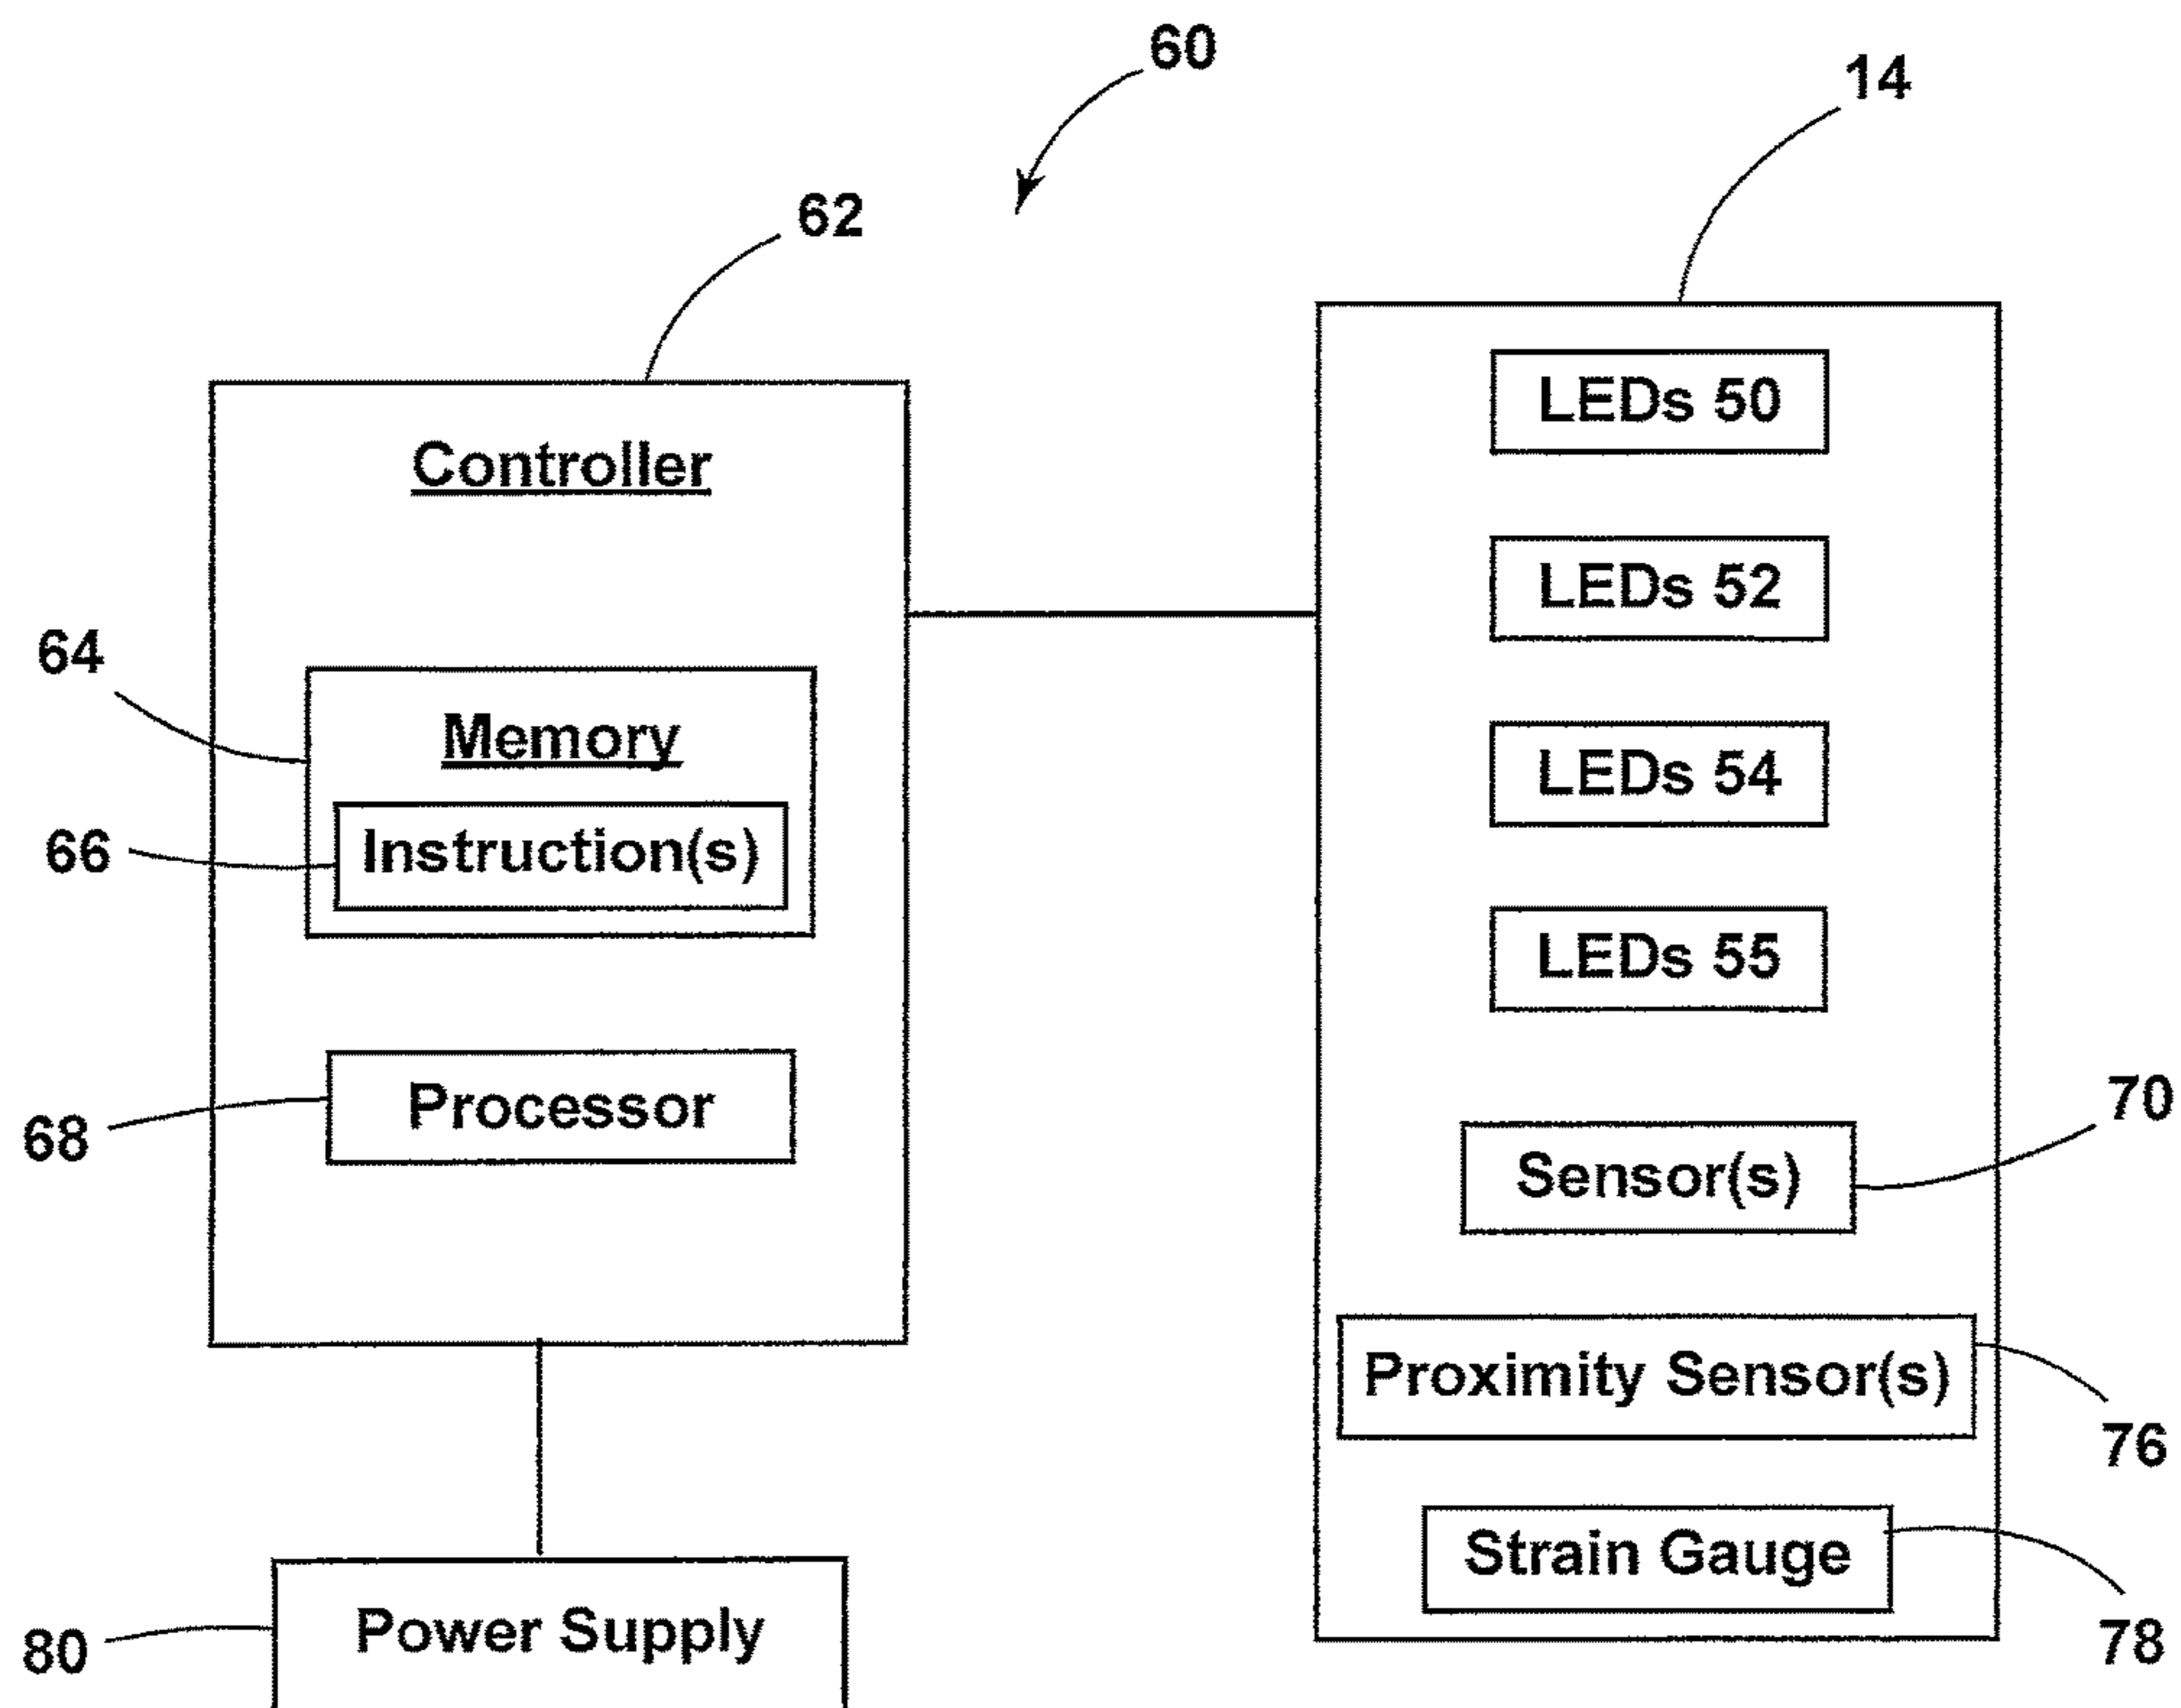 60
14
62
Controller
LEDs 50
LEDs 52
64
Memory
LEDs 54
66
Instruction(s)
LEDs 55
68
Processor
70
Sensor(s)
Proximity Sensor(s)
76
Strain Gauge
78
80
Power Supply